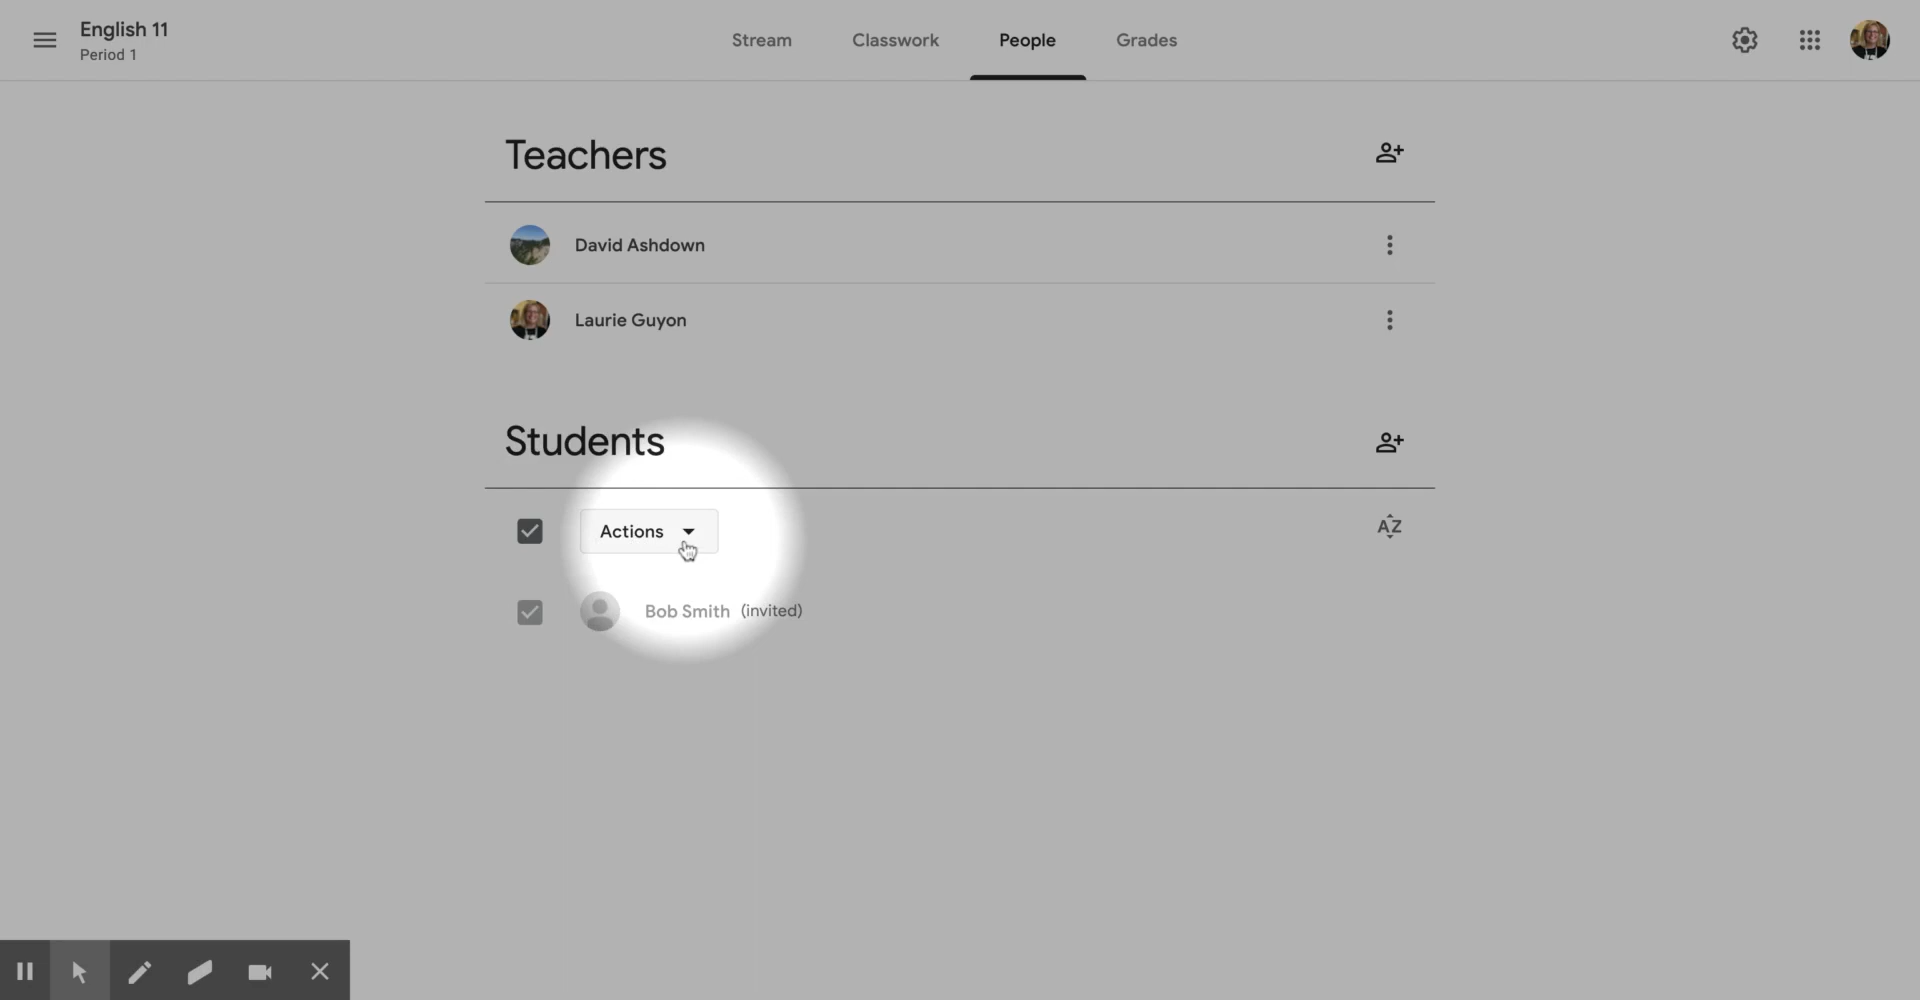 English 11
Period 1
Stream
Classwork
People
Grades
Teachers
David Ashdown
Laurie Guyon
Students
Actions
AZ
Bob Smith (invited)